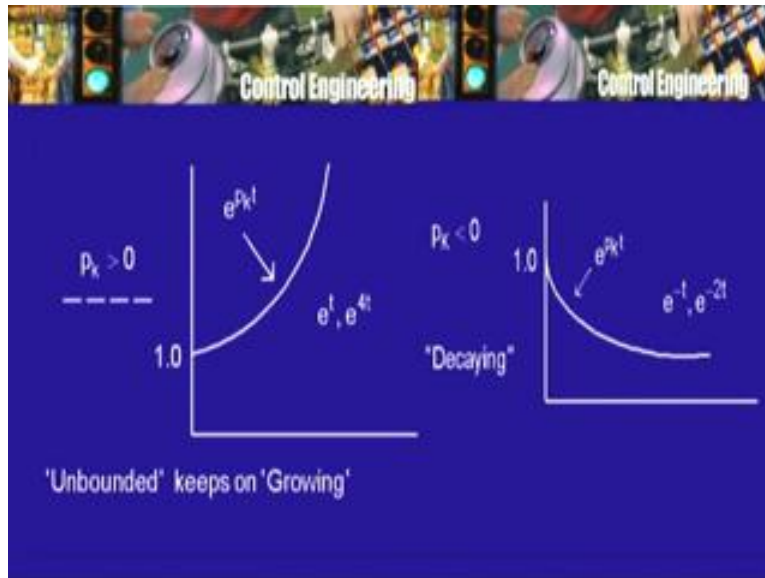 Control Engineering
Control Engineering
p_k > 0
e^{p_k t}
e^t, e^{4t}
1.0
'Unbounded' keeps on 'Growing'
p_K < 0
1.0
e^{p_k t}
e^{-t}, e^{-2t}
"Decaying"